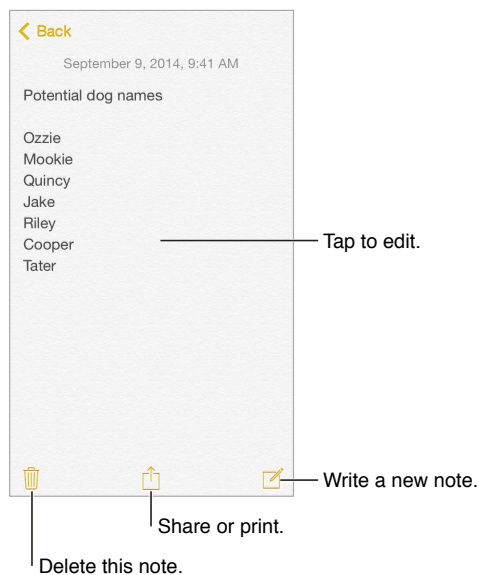 Back
September 9, 2014, 9:41 AM
Potential dog names
Ozzie
Mookie
Quincy
Jake
Riley
Cooper
Tater
Tap to edit.
Write a new note.
Share or print.
Delete this note.